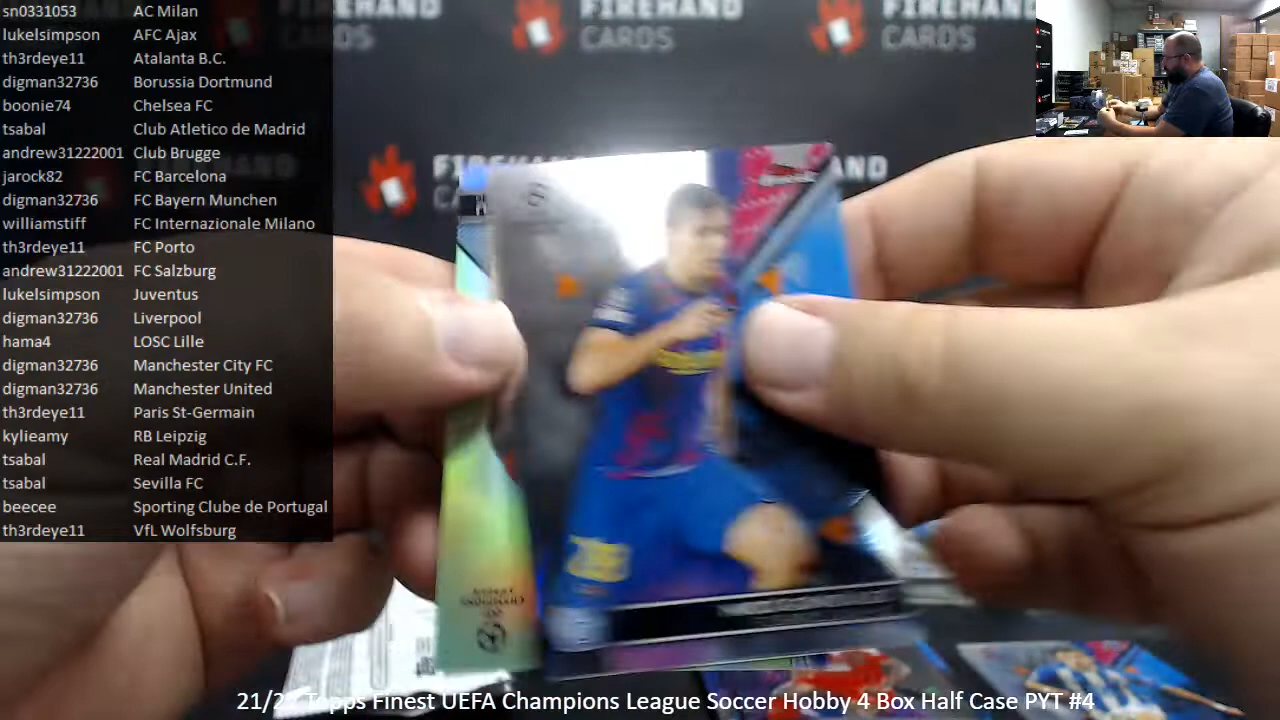 sn0331053 AC Milan
lukelsimpson AFC Ajax
th3rdeye11 Atalanta B.C.
digman32736 Borussia Dortmund
boonie74 Chelsea FC
tsabal Club Atletico de Madrid
andrew31222001 Club Brugge
jarock82 FC Barcelona
digman32736 FC Bayern Munchen
williamstiff FC Internazionale Milano
th3rdeye11 FC Porto
andrew31222001 FC Salzburg
lukelsimpson Juventus
digman32736 Liverpool
hama4 LOSC Lille
digman32736 Manchester City FC
digman32736 Manchester United
th3rdeye11 Paris St-Germain
kylieamy RB Leipzig
tsabal Real Madrid C.F.
tsabal Sevilla FC
beecee Sporting Clube de Portugal
th3rdeye11 VfL Wolfsburg
FIREHAND
CARDS
FIREHAND
CARDS
CHAMPIONS
LEAGUE
Topps Finest UEFA Champions League Soccer Hobby 4 Box Half Case PYT #4